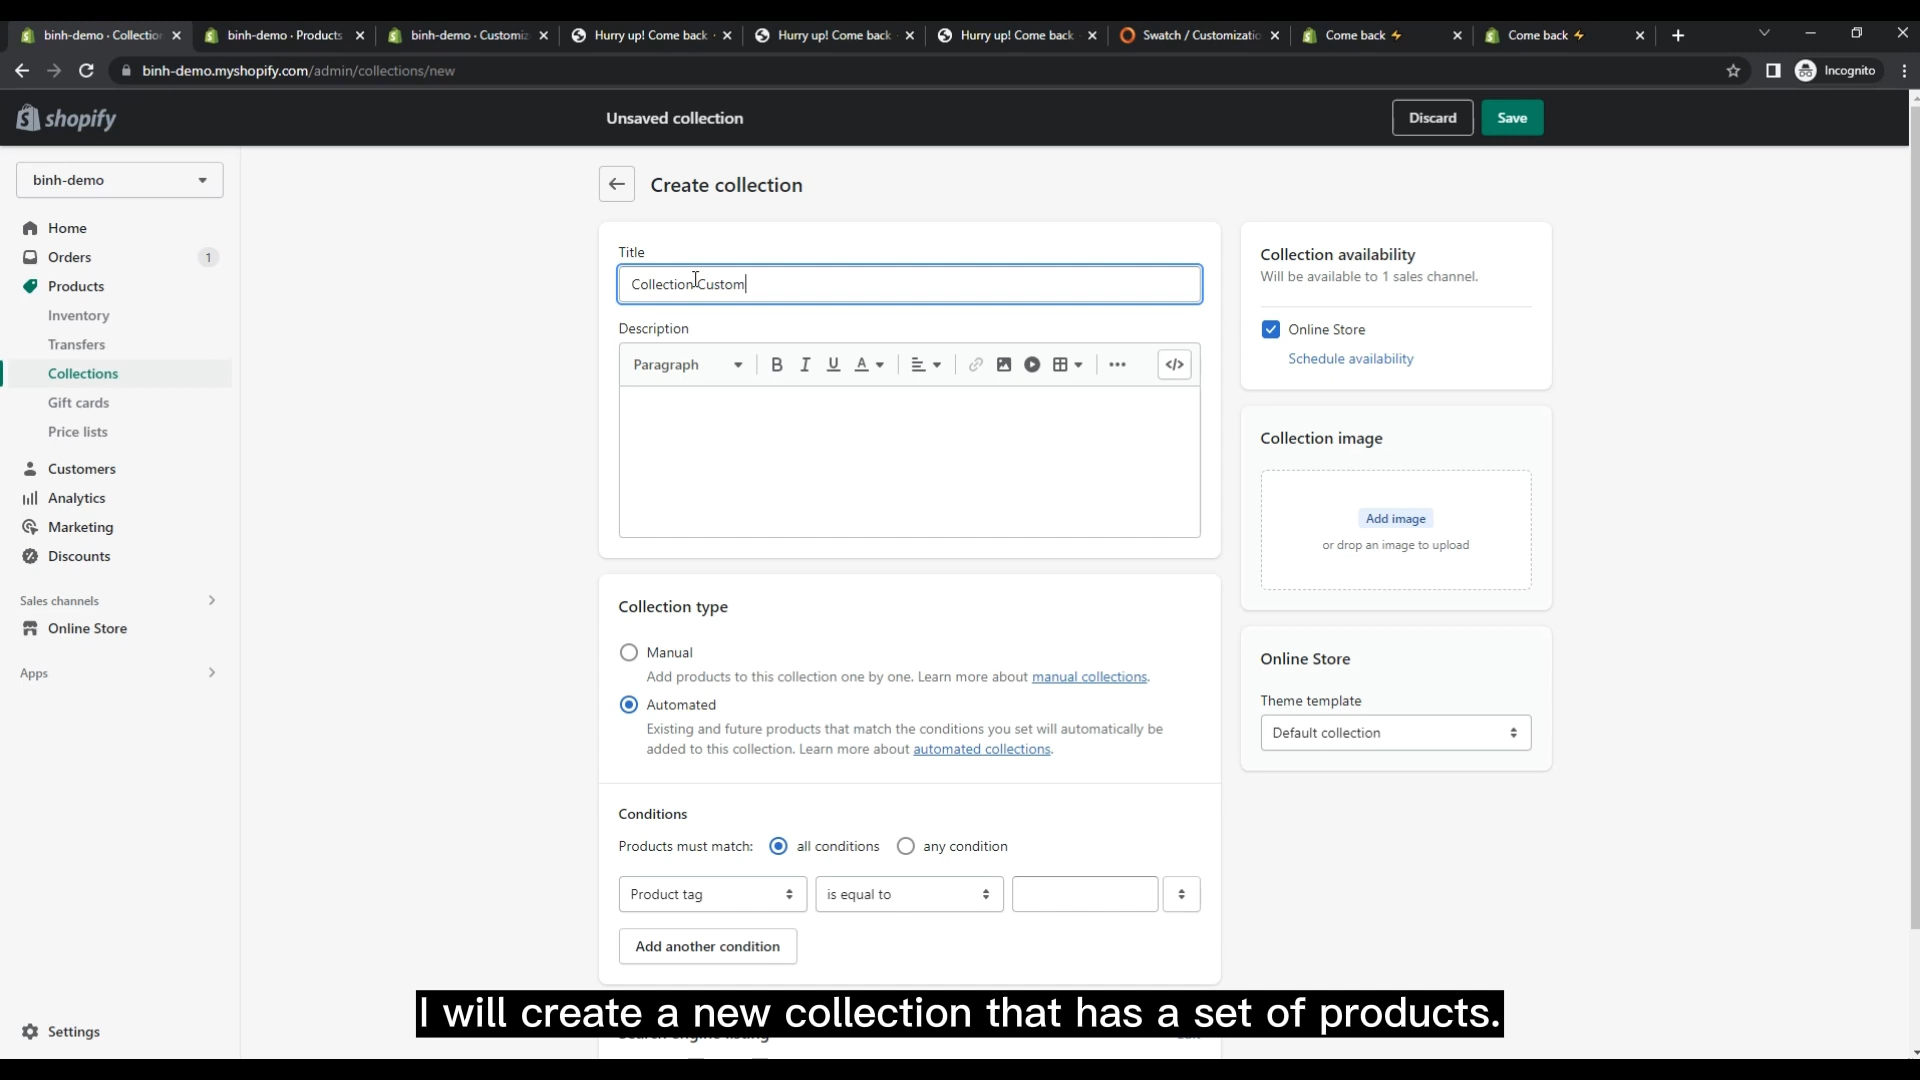 binh-demo · Collection
binh-demo · Products
binh-demo · Customiz
Hurry up! Come back
Hurry up! Come back
Hurry up! Come back
Swatch / Customizatio
Come back ⚡
Come back ⚡
binh-demo.myshopify.com/admin/collections/new
Incognito
shopify
Unsaved collection
Discard
Save
binh-demo
Home
Orders
1
Products
Inventory
Transfers
Collections
Gift cards
Price lists
Customers
Analytics
Marketing
Discounts
Sales channels
Online Store
Apps
Settings
Create collection
Title
Collection Custom
Description
Paragraph
B I U A
</>
Collection type
Manual
Add products to this collection one by one. Learn more about manual collections.
Automated
Existing and future products that match the conditions you set will automatically be
added to this collection. Learn more about automated collections.
Conditions
Products must match: all conditions any condition
Product tag
is equal to
Add another condition
Collection availability
Will be available to 1 sales channel.
Online Store
Schedule availability
Collection image
Add image
or drop an image to upload
Online Store
Theme template
Default collection
I will create a new collection that has a set of products.